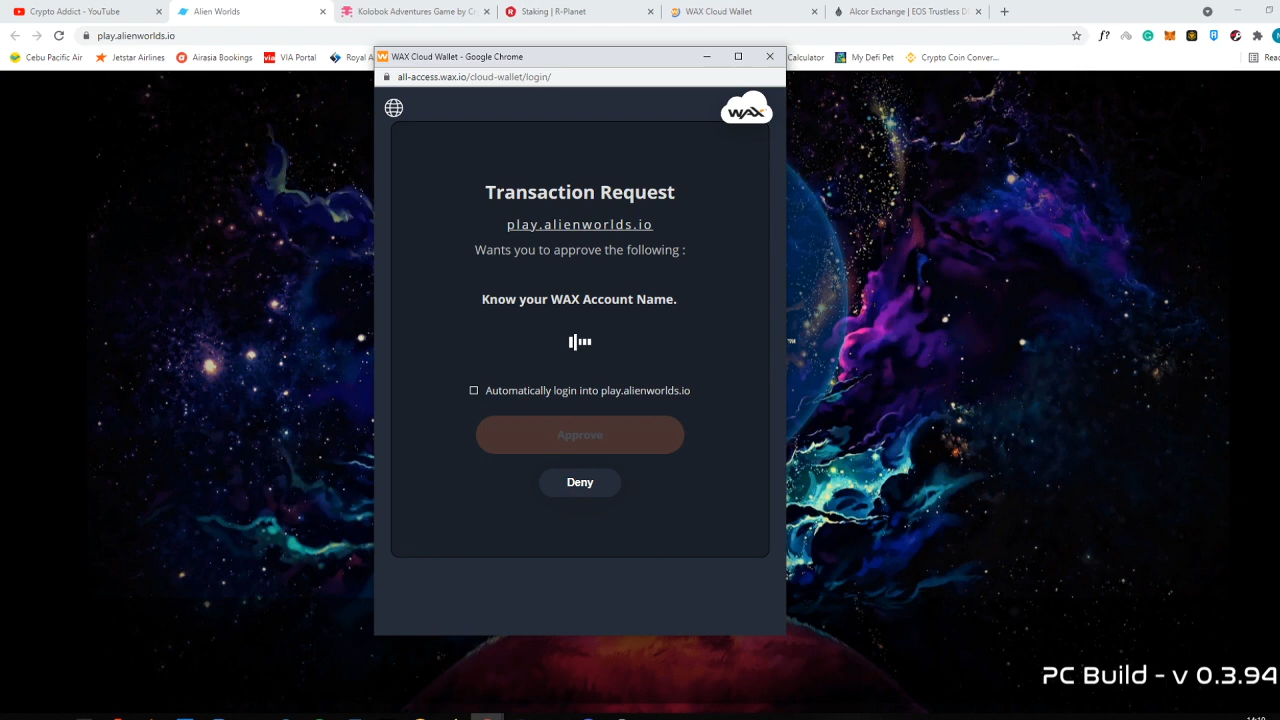 Crypto Addict - YouTube
Alien Worlds
Kolobok Adventures Game by Cr
Staking | R-Planet
WAX Cloud Wallet
Alcor Exchange | EOS Trustless D
play.alienworlds.io
f?
Cebu Pacific Air
Jetstar Airlines
Airasia Bookings
via
VIA Portal
Royal A
Calculator
My Defi Pet
Crypto Coin Conver...
Reac
WAX Cloud Wallet - Google Chrome
all-access.wax.io/cloud-wallet/login/
WAX
Transaction Request
play.alienworlds.io
Wants you to approve the following :
Know your WAX Account Name.
Automatically login into play.alienworlds.io
Approve
Deny
PC Build - v 0.3.94